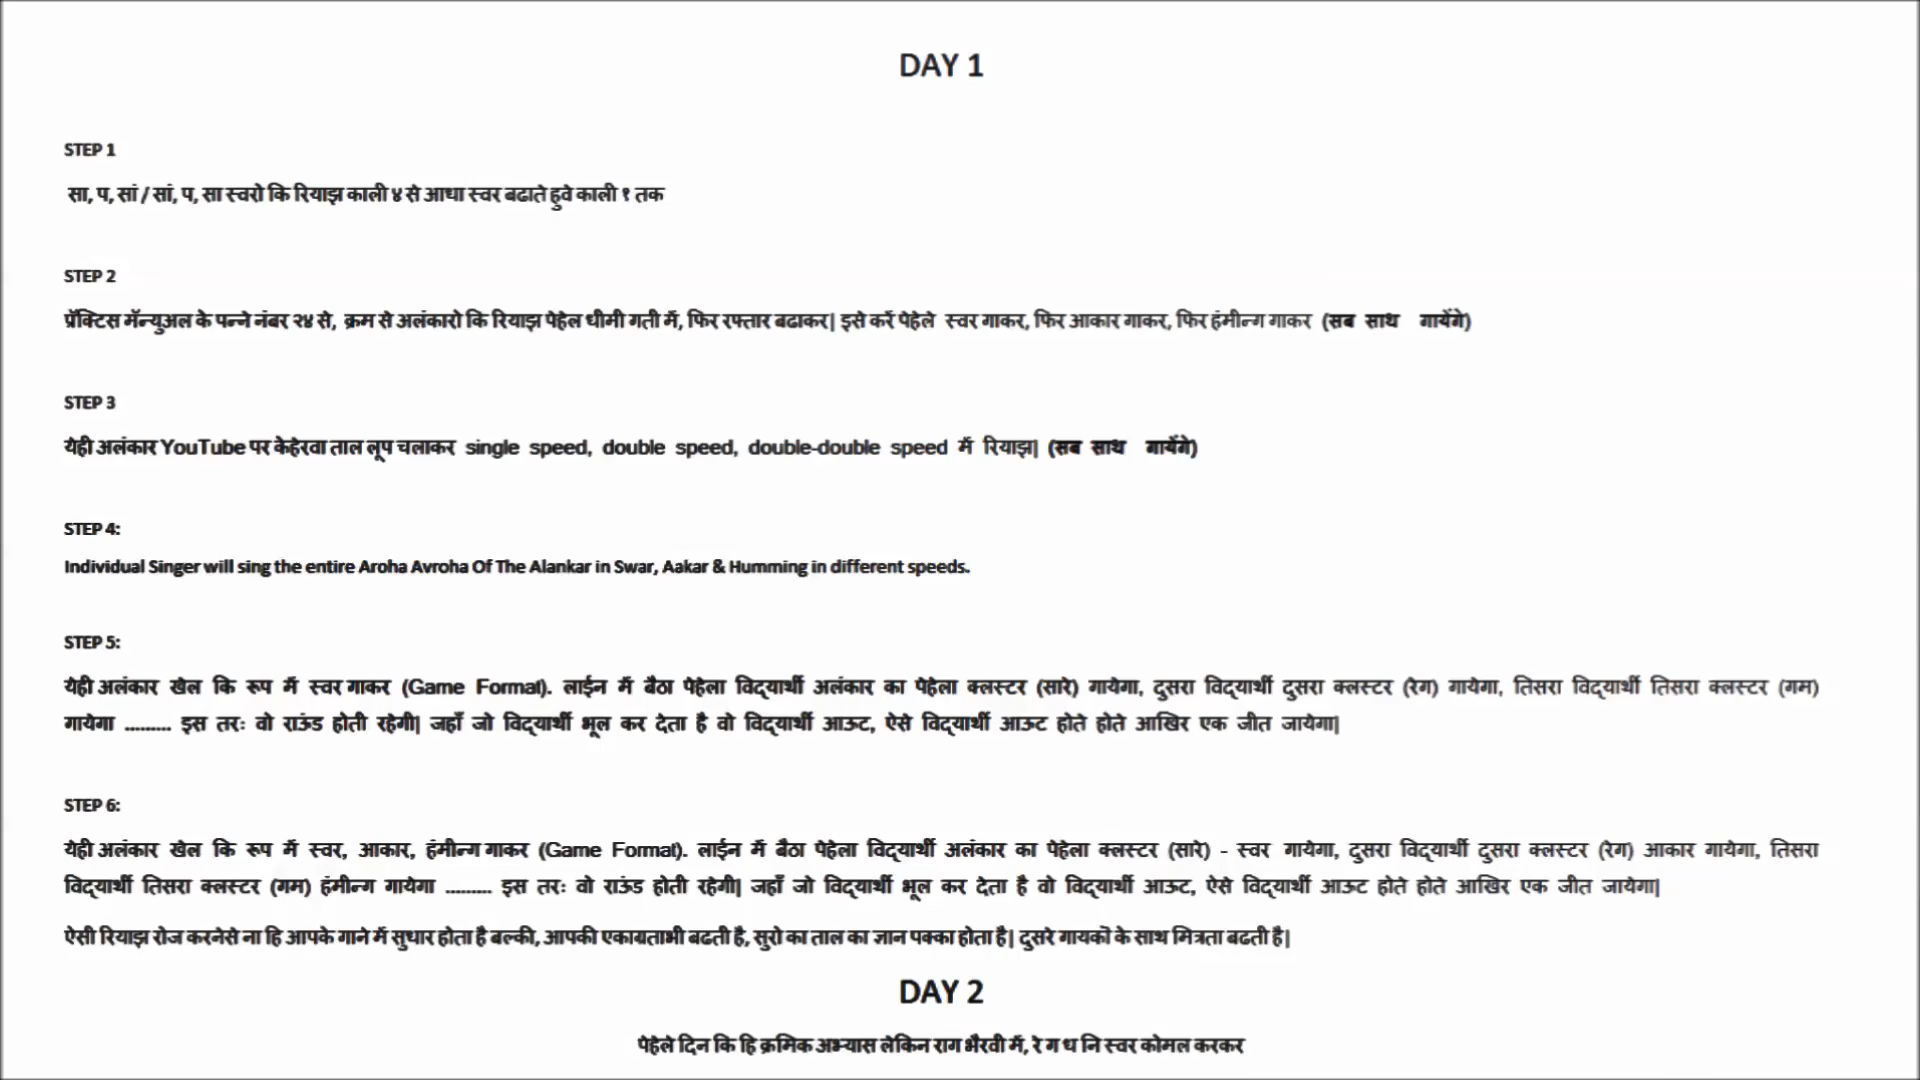 DAY 1
STEP 1
सा, प, सां / सां, प, सा स्वरो कि रियाझ काली ४ से आधा स्वर बढाते हुवे काली १ तक
STEP 2
प्रॅक्टिस मॅन्युअल के पन्ने नंबर २४ से, क्रम से अलंकारो कि रियाझ पेहेल धीमी गती में, फिर रफ्तार बढाकर| इसे करें पेहेले स्वर गाकर, फिर आकार गाकर, फिर हंमीन्ग गाकर (सब साथ गायेंगे)
STEP 3
येही अलंकार YouTube पर केहेरवा ताल लूप चलाकर single speed, double speed, double-double speed में रियाझ| (सब साथ गायेंगे)
STEP 4:
Individual Singer will sing the entire Aroha Avroha Of The Alankar in Swar, Aakar & Humming in different speeds.
STEP 5:
येही अलंकार खेल कि रूप में स्वर गाकर (Game Format). लाईन में बैठा पेहेला विद्यार्थी अलंकार का पेहेला क्लस्टर (सारे) गायेगा, दुसरा विद्यार्थी दुसरा क्लस्टर (रेग) गायेगा, तिसरा विद्यार्थी तिसरा क्लस्टर (गम)
गायेगा ......... इस तरः वो राऊंड होती रहेगी| जहाँ जो विद्यार्थी भूल कर देता है वो विद्यार्थी आऊट, ऐसे विद्यार्थी आऊट होते होते आखिर एक जीत जायेगा|
STEP 6:
येही अलंकार खेल कि रूप में स्वर, आकार, हंमीन्ग गाकर (Game Format). लाईन में बैठा पेहेला विद्यार्थी अलंकार का पेहेला क्लस्टर (सारे) - स्वर गायेगा, दुसरा विद्यार्थी दुसरा क्लस्टर (रेग) आकार गायेगा, तिसरा
विद्यार्थी तिसरा क्लस्टर (गम) हंमीन्ग गायेगा ......... इस तरः वो राऊंड होती रहेगी| जहाँ जो विद्यार्थी भूल कर देता है वो विद्यार्थी आऊट, ऐसे विद्यार्थी आऊट होते होते आखिर एक जीत जायेगा|
ऐसी रियाझ रोज करनेसे ना हि आपके गाने में सुधार होता है बल्की, आपकी एकाग्रताभी बढती है, सुरो का ताल का ज्ञान पक्का होता है| दुसरे गायकों के साथ मित्रता बढती है|
DAY 2
पेहेले दिन कि हि क्रमिक अभ्यास लेकिन राग भैरवी में, रे ग ध नि स्वर कोमल करकर